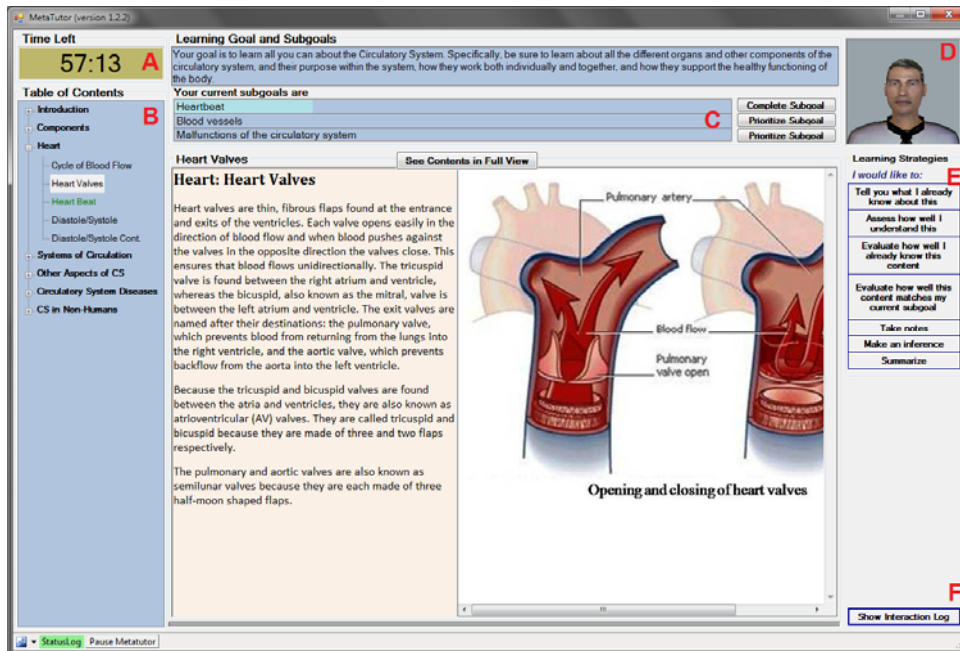 MetaTutor (version 1.2.2)
Time Left
57:13
A
Table of Contents
B
Introduction
Components
Heart
Cycle of Blood Flow
Heart Valves
Heart Beat
Diastole/Systole
Diastole/Systole Cont.
Systems of Circulation
Other Aspects of CS
Circulatory System Diseases
CS in Non-Humans
Learning Goal and Subgoals
Your goal is to learn all you can about the Circulatory System. Specifically, be sure to learn about all the different organs and other components of the
circulatory system, and their purpose within the system, how they work both individually and together, and how they support the healthy functioning of
the body.
Your current subgoals are
Heartbeat
Complete Subgoal
Blood vessels
C
Prioritize Subgoal
Malfunctions of the circulatory system
Prioritize Subgoal
Heart Valves
See Contents in Full View
Heart: Heart Valves
Heart valves are thin, fibrous flaps found at the entrance
and exits of the ventricles. Each valve opens easily in the
direction of blood flow and when blood pushes against
the valves in the opposite direction the valves close. This
ensures that blood flows unidirectionally. The tricuspid
valve is found between the right atrium and ventricle,
whereas the bicuspid, also known as the mitral, valve is
between the left atrium and ventricle. The exit valves are
named after their destinations: the pulmonary valve,
which prevents blood from returning from the lungs into
the right ventricle, and the aortic valve, which prevents
backflow from the aorta into the left ventricle.
Because the tricuspid and bicuspid valves are found
between the atria and ventricles, they are also known as
atrioventricular (AV) valves. They are called tricuspid and
bicuspid because they are made of three and two flaps
respectively.
The pulmonary and aortic valves are also known as
semilunar valves because they are each made of three
half-moon shaped flaps.
Pulmonary artery
Blood flow
Pulmonary
valve open
Opening and closing of heart valves
D
Learning Strategies
I would like to:
E
Tell you what I already
know about this
Assess how well I
understand this
Evaluate how well I
already know this
content
Evaluate how well this
content matches my
current subgoal
Take notes
Make an inference
Summarize
F
Show Interaction Log
StatusLog
Pause Metatutor